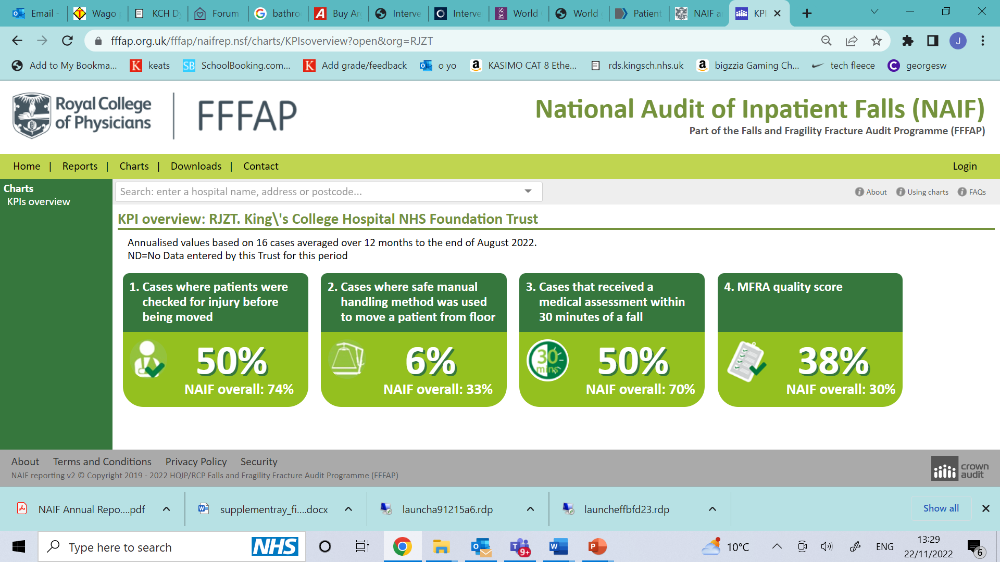 Email -
Wago
KCH D
Forum
bathro
Buy Ar
Interve
Interve
World
World
Patient
NAIF a
KPI
fffap.org.uk/fffap/naifrep.nsf/charts/KPIsoverview?open&org=RJZT
J
Add to My Bookma...
keats
SB SchoolBooking.com...
Add grade/feedback
o yo
KASIMO CAT 8 Ethe...
rds.kingsch.nhs.uk
bigzzia Gaming Ch...
tech fleece
georgesw
Royal College
of Physicians
FFFAP
National Audit of Inpatient Falls (NAIF)
Part of the Falls and Fragility Fracture Audit Programme (FFFAP)
Home | Reports | Charts | Downloads | Contact
Login
Charts
KPIs overview
Search: enter a hospital name, address or postcode...
About
Using charts
FAQs
KPI overview: RJZT. King\'s College Hospital NHS Foundation Trust
Annualised values based on 16 cases averaged over 12 months to the end of August 2022.
ND=No Data entered by this Trust for this period
1. Cases where patients were
checked for injury before
being moved
50%
NAIF overall: 74%
2. Cases where safe manual
handling method was used
to move a patient from floor
6%
NAIF overall: 33%
3. Cases that received a
medical assessment within
30 minutes of a fall
30
mins
50%
NAIF overall: 70%
4. MFRA quality score
38%
NAIF overall: 30%
About Terms and Conditions Privacy Policy Security
NAIF reporting v2 © Copyright 2019 - 2022 HQIP/RCP Falls and Fragility Fracture Audit Programme (FFFAP)
crown
audit
NAIF Annual Repo....pdf
supplementray_fi....docx
launcha91215a6.rdp
launcheffbfd23.rdp
Show all
Type here to search
NHS
9+
10°C
ENG
13:29
22/11/2022
6